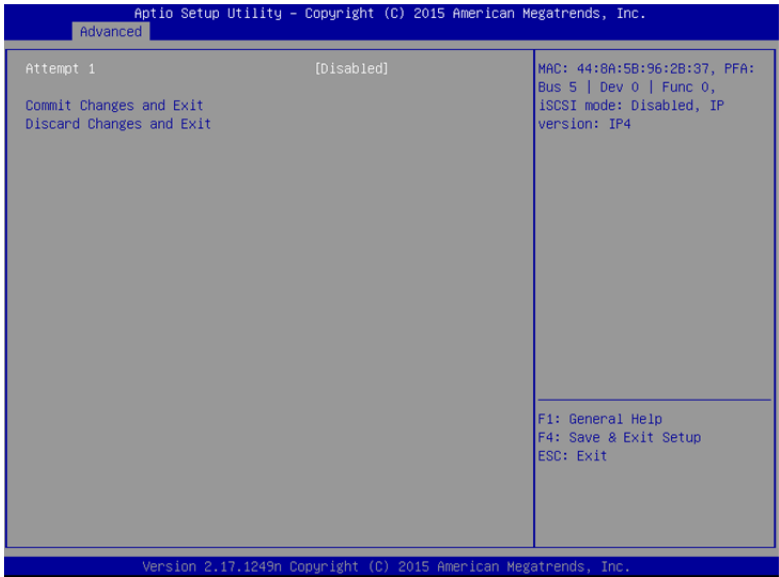 Aptio Setup Utility – Copyright (C) 2015 American Megatrends, Inc.
Advanced
Attempt 1 [Disabled]
Commit Changes and Exit
Discard Changes and Exit
MAC: 44:8A:5B:96:2B:37, PFA:
Bus 5 | Dev 0 | Func 0,
iSCSI mode: Disabled, IP
version: IP4
F1: General Help
F4: Save & Exit Setup
ESC: Exit
Version 2.17.1249n Copyright (C) 2015 American Megatrends, Inc.